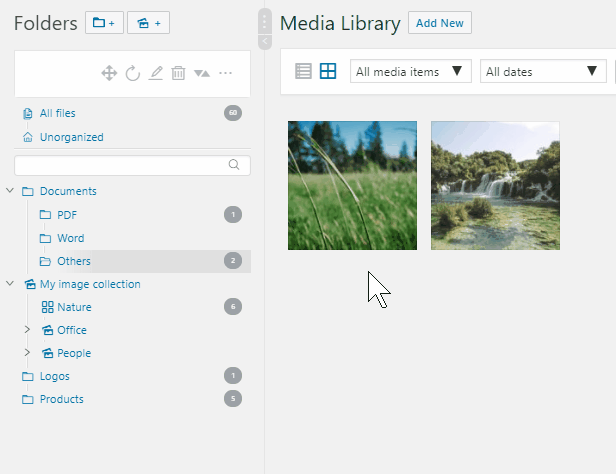 Folders + +
All files 60
Unorganized
Documents
PDF 1
Word
Others 2
My image collection
Nature 6
Office
People
Logos 1
Products 5
Media Library Add New
All media items All dates